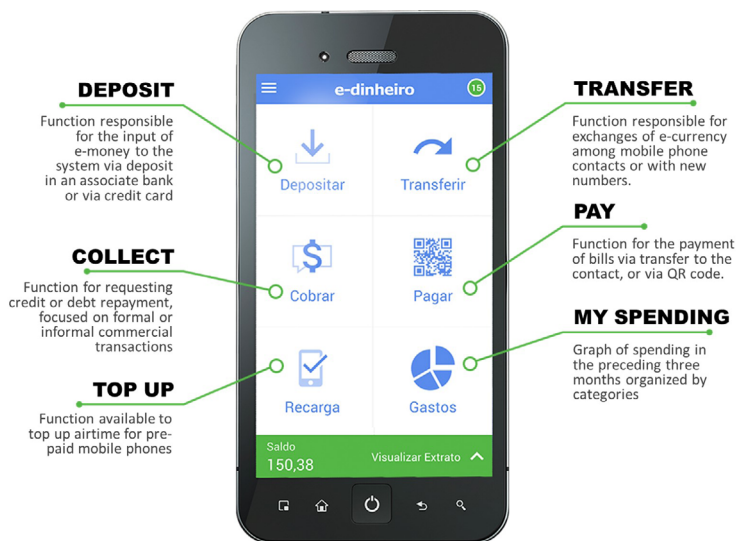 DEPOSIT
Function responsible
for the input of
e-money to the
system via deposit
in an associate bank
or via credit card
COLLECT
Function for requesting
credit or debt repayment,
focused on formal or
informal commercial
transactions
TOP UP
Function available to
top up airtime for pre-
paid mobile phones
e-dinheiro
15
Depositar
Transferir
Cobrar
Pagar
Recarga
Gastos
Saldo
150,38
Visualizar Extrato
TRANSFER
Function responsible for
exchanges of e-currency
among mobile phone
contacts or with new
numbers.
PAY
Function for the payment
of bills via transfer to the
contact, or via QR code.
MY SPENDING
Graph of spending in
the preceding three
months organized by
categories